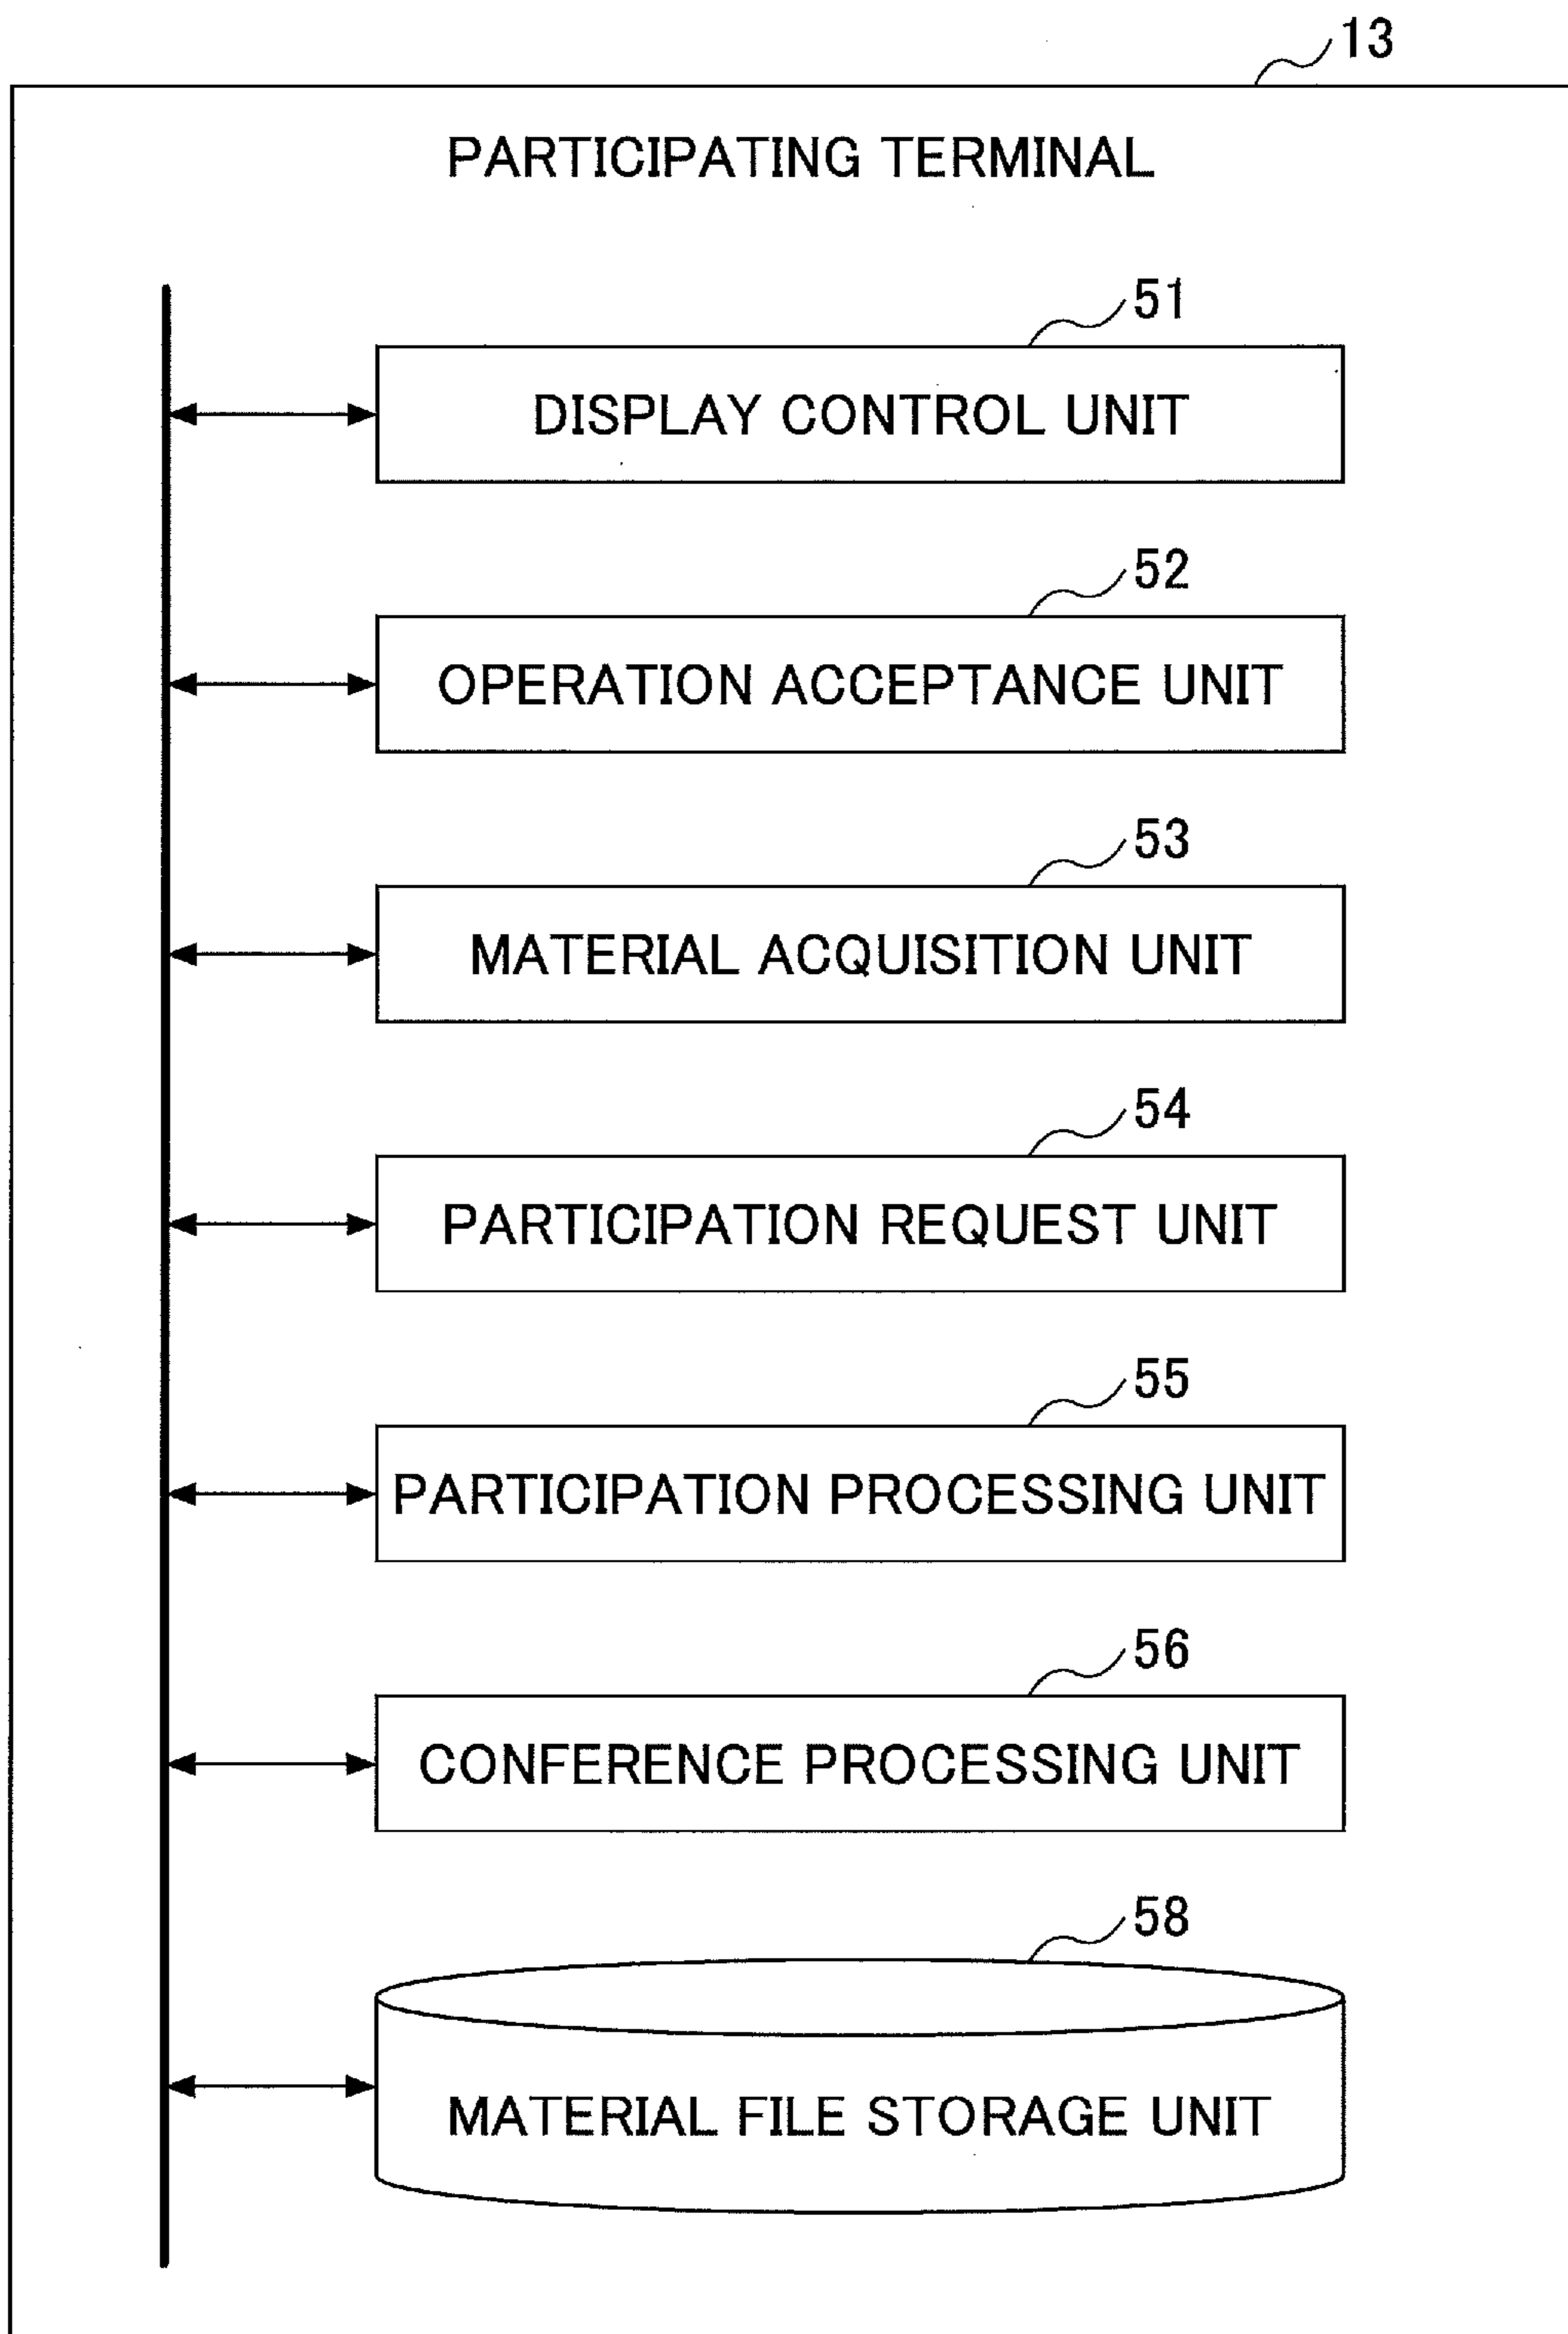 13
PARTICIPATING TERMINAL
51
DISPLAY CONTROL UNIT
52
OPERATION ACCEPTANCE UNIT
53
MATERIAL ACQUISITION UNIT
54
PARTICIPATION REQUEST UNIT
55
PARTICIPATION PROCESSING UNIT
56
CONFERENCE PROCESSING UNIT
58
MATERIAL FILE STORAGE UNIT